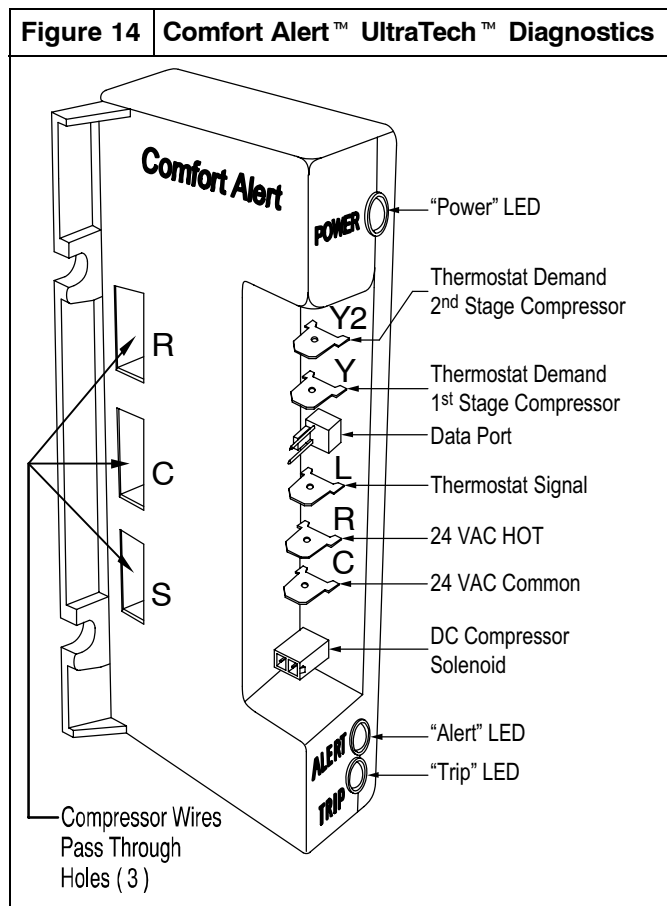 Figure 14 Comfort Alert™ UltraTech™ Diagnostics
Comfort Alert
POWER
"Power" LED
Thermostat Demand
2nd Stage Compressor
Y2
Thermostat Demand
1st Stage Compressor
Y
Data Port
L
Thermostat Signal
R
24 VAC HOT
C
24 VAC Common
DC Compressor
Solenoid
R
C
S
ALERT
"Alert" LED
TRIP
"Trip" LED
Compressor Wires
Pass Through
Holes ( 3 )